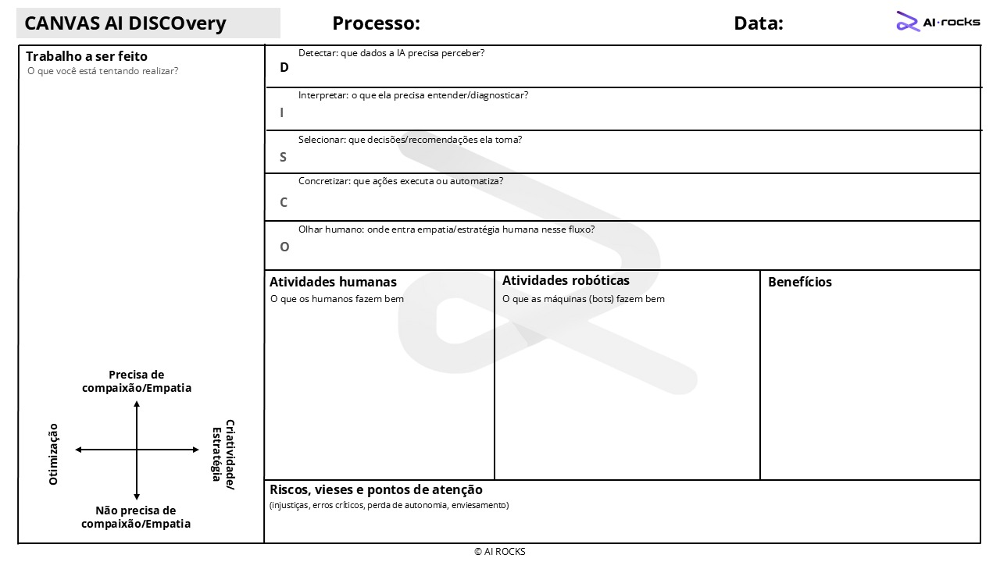 CANVAS AI DISCOvery
Processo:
Data:
AI·rocks
Trabalho a ser feito
O que você está tentando realizar?
D
Detectar: que dados a IA precisa perceber?
I
Interpretar: o que ela precisa entender/diagnosticar?
S
Selecionar: que decisões/recomendações ela toma?
C
Concretizar: que ações executa ou automatiza?
O
Olhar humano: onde entra empatia/estratégia humana nesse fluxo?
Atividades humanas
O que os humanos fazem bem
Atividades robóticas
O que as máquinas (bots) fazem bem
Benefícios
Precisa de
compaixão/Empatia
Otimização
Criatividade/
Estratégia
Não precisa de
compaixão/Empatia
Riscos, vieses e pontos de atenção
(injustiças, erros críticos, perda de autonomia, enviesamento)
© AI ROCKS